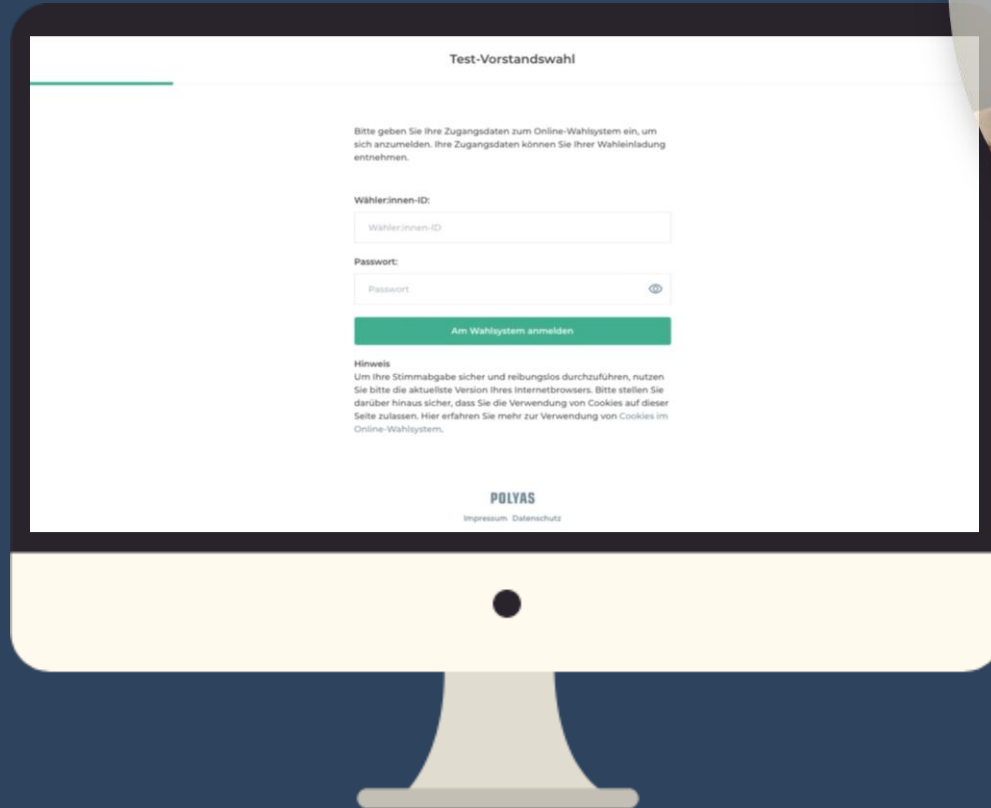 Test-Vorstandswahl
Bitte geben Sie Ihre Zugangsdaten zum Online-Wahlsystem ein, um
sich anzumelden. Ihre Zugangsdaten können Sie Ihrer Wahleinladung
entnehmen.
Wähler:innen-ID:
Wähler:innen-ID
Passwort:
Passwort
Am Wahlsystem anmelden
Hinweis
Um Ihre Stimmabgabe sicher und reibungslos durchzuführen, nutzen
Sie bitte die aktuellste Version Ihres Internetbrowsers. Bitte stellen Sie
darüber hinaus sicher, dass Sie die Verwendung von Cookies auf dieser
Seite zulassen. Hier erfahren Sie mehr zur Verwendung von Cookies im
Online-Wahlsystem.
POLYAS
Impressum Datenschutz